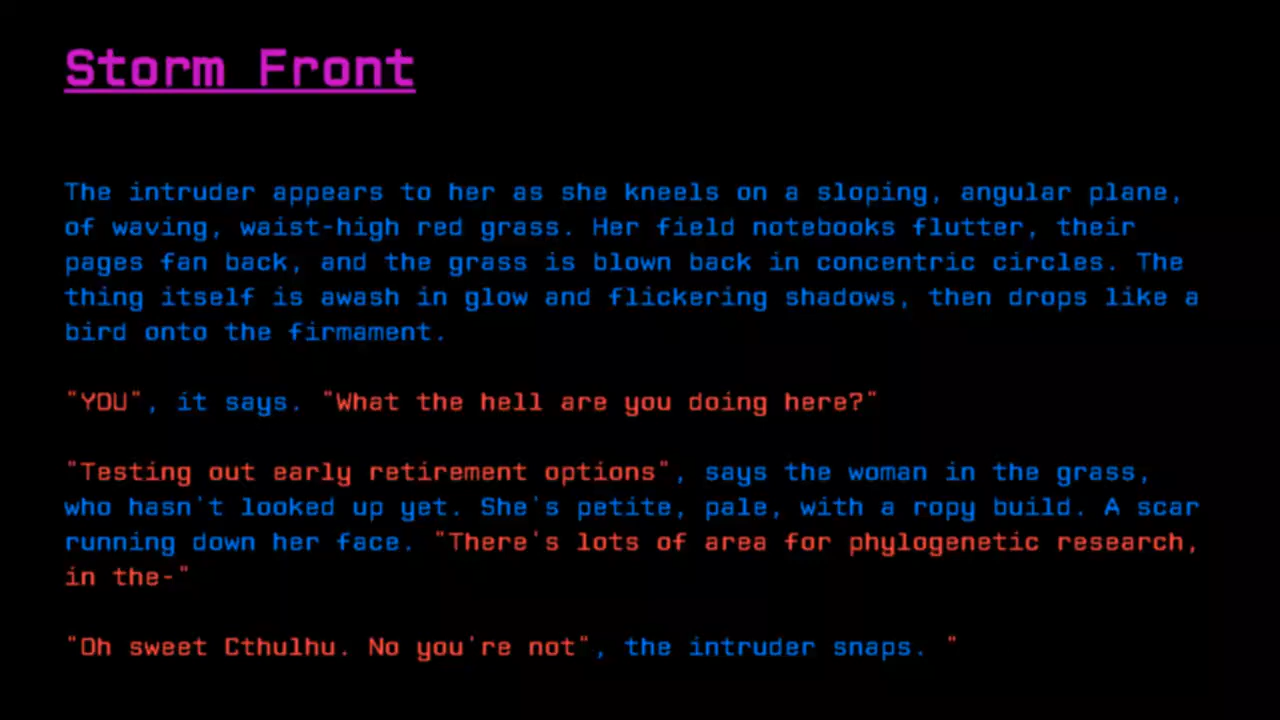 Storm Front
The intruder appears to her as she kneels on a sloping, angular plane,
of waving, waist-high red grass. Her field notebooks flutter, their
pages fan back, and the grass is blown back in concentric circles. The
thing itself is awash in glow and flickering shadows, then drops like a
bird onto the firmament.
"YOU", it says. "What the hell are you doing here?"
"Testing out early retirement options", says the woman in the grass,
who hasn't looked up yet. She's petite, pale, with a ropy build. A scar
running down her face. "There's lots of area for phylogenetic research,
in the-"
"Oh sweet Cthulhu. No you're not", the intruder snaps. "